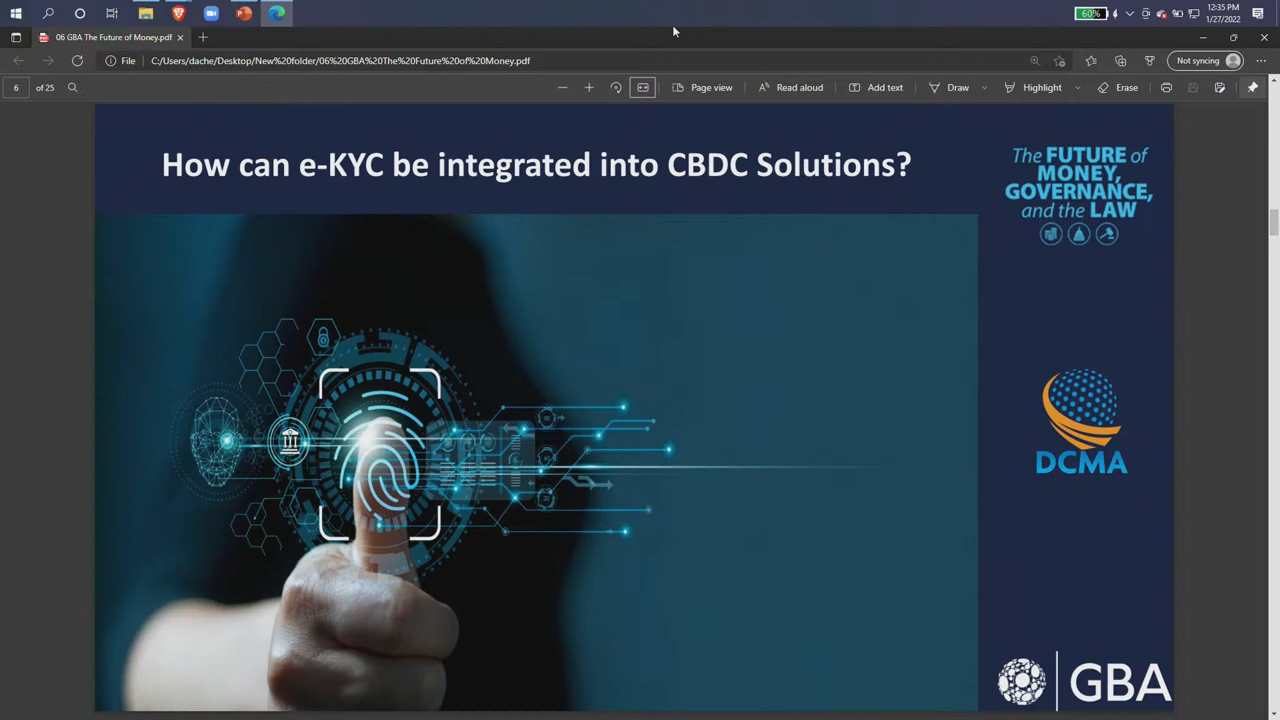 60%
12:35 PM
1/27/2022
06 GBA The Future of Money.pdf
File
C:/Users/dache/Desktop/New%20folder/06%20GBA%20The%20Future%20of%20Money.pdf
Not syncing
6 of 25
Page view
Read aloud
Add text
Draw
Highlight
Erase
How can e-KYC be integrated into CBDC Solutions?
The FUTURE of
MONEY,
GOVERNANCE,
and the LAW
DCMA
GBA